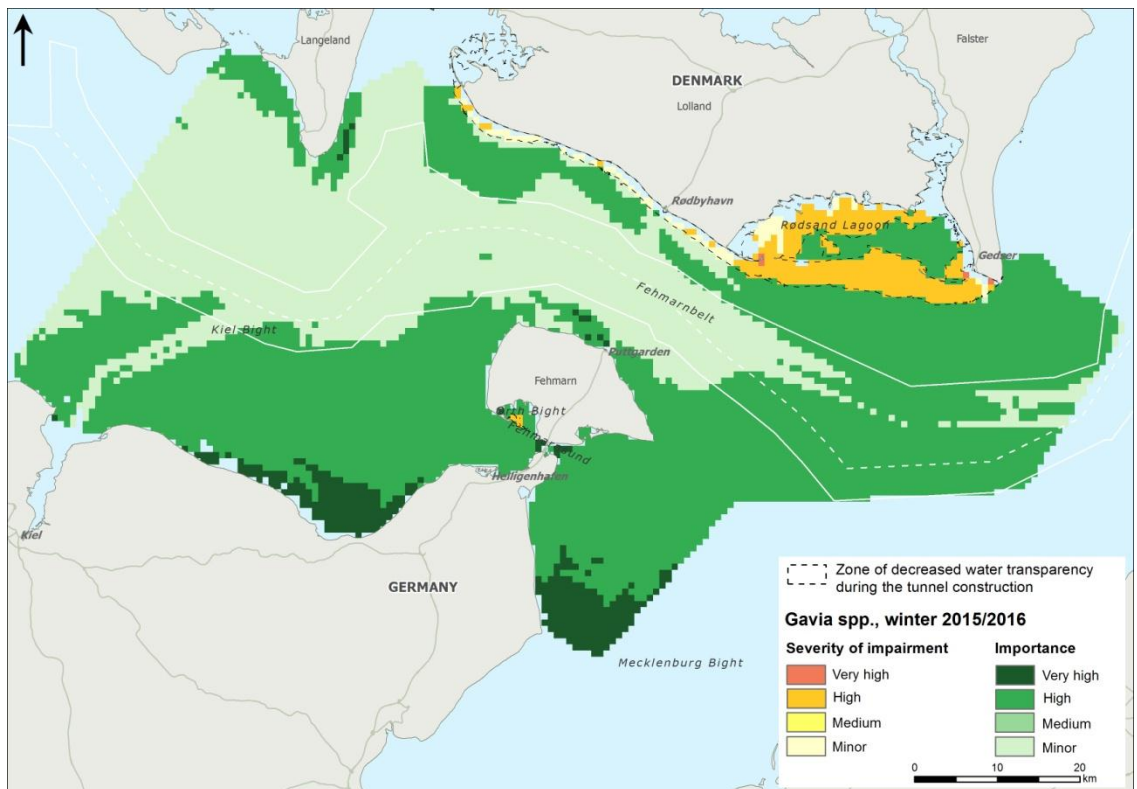 Langeland
Falster
DENMARK
Lolland
Rødbyhavn
Rødsand Lagoon
Gedser
Fehmarnbelt
Kiel Bight
Puttgarden
Fehmarn
Orth Bight
Fehmarnsund
Heiligenhafen
Kiel
GERMANY
Mecklenburg Bight
Zone of decreased water transparency
during the tunnel construction
Gavia spp., winter 2015/2016
Severity of impairment
Importance
Very high
Very high
High
High
Medium
Medium
Minor
Minor
0 10 20
km